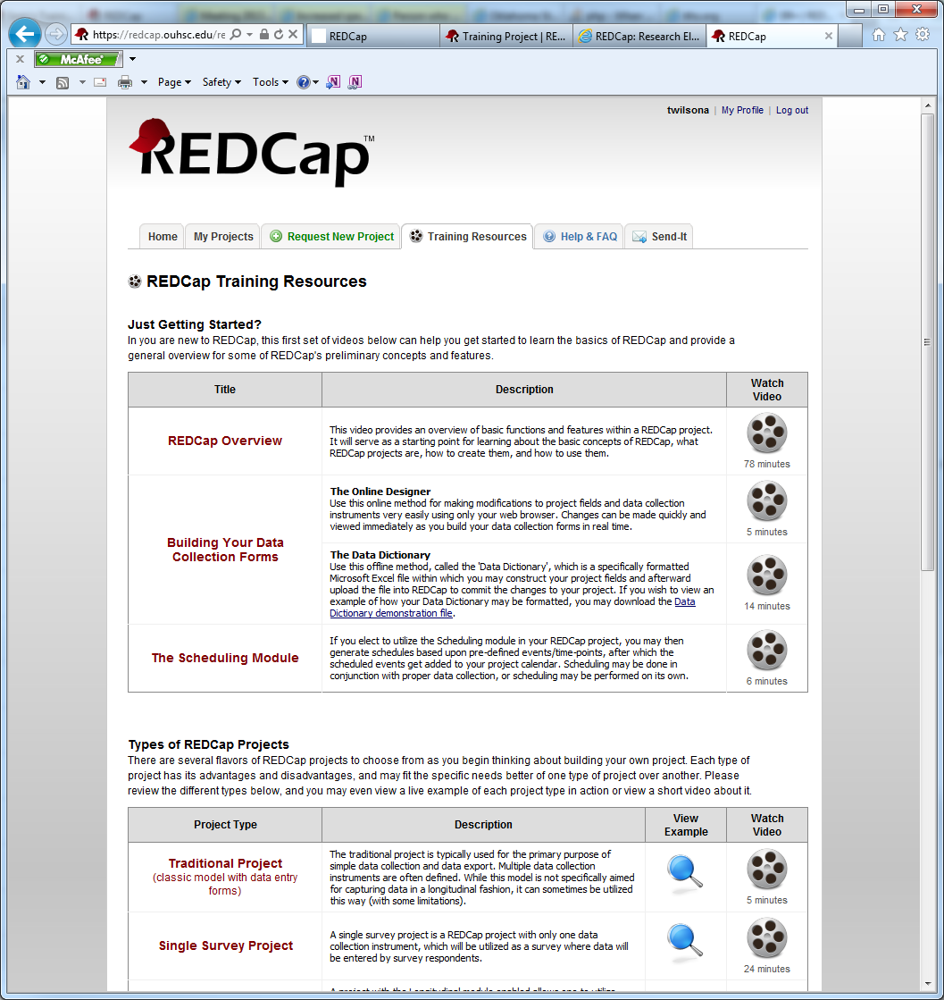 https://redcap.ouhsc.edu/re
REDCap
Training Project | RE...
REDCap: Research El...
REDCap
McAfee
Page
Safety
Tools
twilsona | My Profile | Log out
REDCap™
Home
My Projects
Request New Project
Training Resources
Help & FAQ
Send-It
REDCap Training Resources
Just Getting Started?
In you are new to REDCap, this first set of videos below can help you get started to learn the basics of REDCap and provide a
general overview for some of REDCap's preliminary concepts and features.
Title
Description
Watch
Video
REDCap Overview
This video provides an overview of basic functions and features within a REDCap project.
It will serve as a starting point for learning about the basic concepts of REDCap, what
REDCap projects are, how to create them, and how to use them.
78 minutes
Building Your Data
Collection Forms
The Online Designer
Use this online method for making modifications to project fields and data collection
instruments very easily using only your web browser. Changes can be made quickly and
viewed immediately as you build your data collection forms in real time.
5 minutes
The Data Dictionary
Use this offline method, called the 'Data Dictionary', which is a specifically formatted
Microsoft Excel file within which you may construct your project fields and afterward
upload the file into REDCap to commit the changes to your project. If you wish to view an
example of how your Data Dictionary may be formatted, you may download the Data
Dictionary demonstration file.
14 minutes
The Scheduling Module
If you elect to utilize the Scheduling module in your REDCap project, you may then
generate schedules based upon pre-defined events/time-points, after which the
scheduled events get added to your project calendar. Scheduling may be done in
conjunction with proper data collection, or scheduling may be performed on its own.
6 minutes
Types of REDCap Projects
There are several flavors of REDCap projects to choose from as you begin thinking about building your own project. Each type of
project has its advantages and disadvantages, and may fit the specific needs better of one type of project over another. Please
review the different types below, and you may even view a live example of each project type in action or view a short video about it.
Project Type
Description
View
Example
Watch
Video
Traditional Project
(classic model with data entry
forms)
The traditional project is typically used for the primary purpose of
simple data collection and data export. Multiple data collection
instruments are often defined. While this model is not specifically aimed
for capturing data in a longitudinal fashion, it can sometimes be utilized
this way (with some limitations).
5 minutes
Single Survey Project
A single survey project is a REDCap project with only one data
collection instrument, which will be utilized as a survey where data will
be entered by survey respondents.
24 minutes